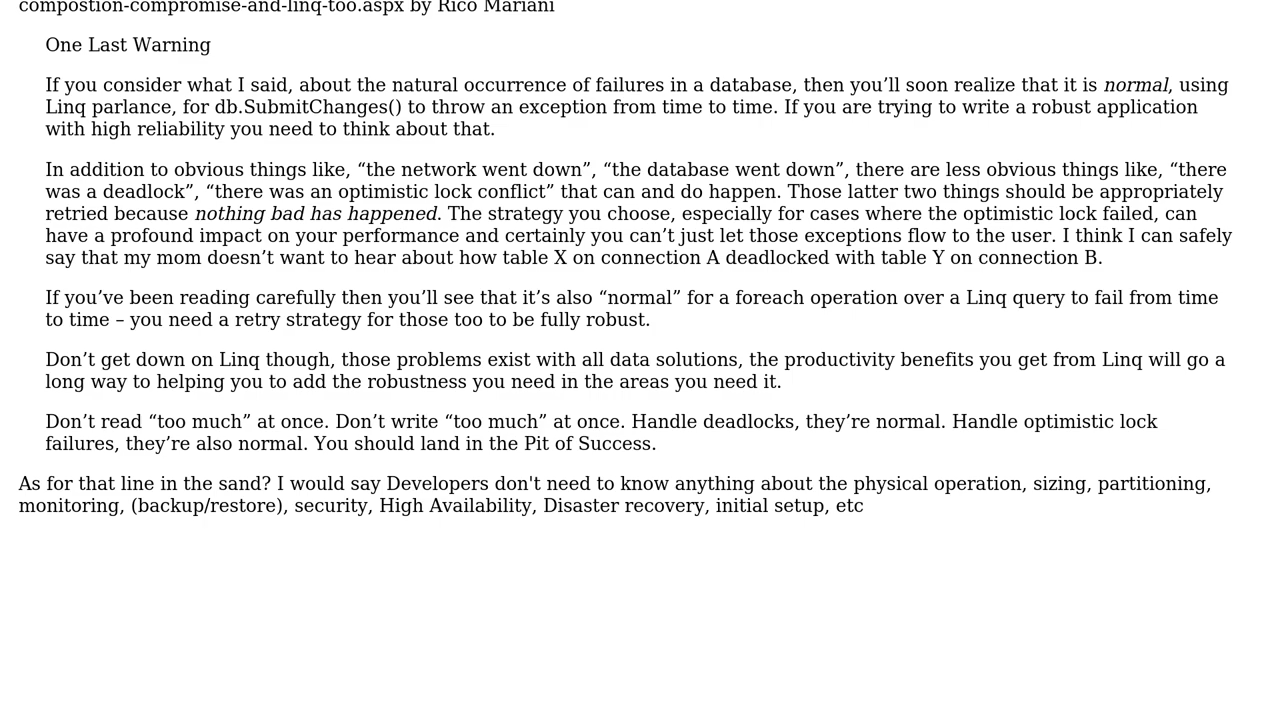 compostion-compromise-and-linq-too.aspx by Rico Mariani
One Last Warning
If you consider what I said, about the natural occurrence of failures in a database, then you’ll soon realize that it is normal, using
Linq parlance, for db.SubmitChanges() to throw an exception from time to time. If you are trying to write a robust application
with high reliability you need to think about that.
In addition to obvious things like, “the network went down”, “the database went down”, there are less obvious things like, “there
was a deadlock”, “there was an optimistic lock conflict” that can and do happen. Those latter two things should be appropriately
retried because nothing bad has happened. The strategy you choose, especially for cases where the optimistic lock failed, can
have a profound impact on your performance and certainly you can’t just let those exceptions flow to the user. I think I can safely
say that my mom doesn’t want to hear about how table X on connection A deadlocked with table Y on connection B.
If you’ve been reading carefully then you’ll see that it’s also “normal” for a foreach operation over a Linq query to fail from time
to time – you need a retry strategy for those too to be fully robust.
Don’t get down on Linq though, those problems exist with all data solutions, the productivity benefits you get from Linq will go a
long way to helping you to add the robustness you need in the areas you need it.
Don’t read “too much” at once. Don’t write “too much” at once. Handle deadlocks, they’re normal. Handle optimistic lock
failures, they’re also normal. You should land in the Pit of Success.
As for that line in the sand? I would say Developers don't need to know anything about the physical operation, sizing, partitioning,
monitoring, (backup/restore), security, High Availability, Disaster recovery, initial setup, etc